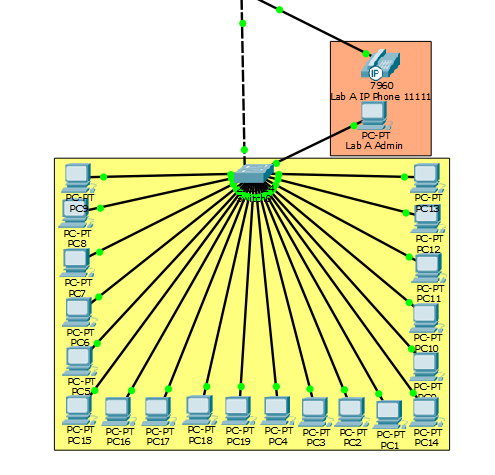 IP
7960
Lab A IP Phone 11111
PC-PT
Lab A Admin
PC-PT
PC9
PC-PT
PC13
PC-PT
PC8
PC-PT
PC12
PC-PT
PC7
PC-PT
PC11
PC-PT
PC6
PC-PT
PC10
PC-PT
PC5
PC-PT
PC-PT
PC15
PC-PT
PC16
PC-PT
PC17
PC-PT
PC18
PC-PT
PC19
PC-PT
PC4
PC-PT
PC3
PC-PT
PC2
PC-PT
PC1
PC-PT
PC14